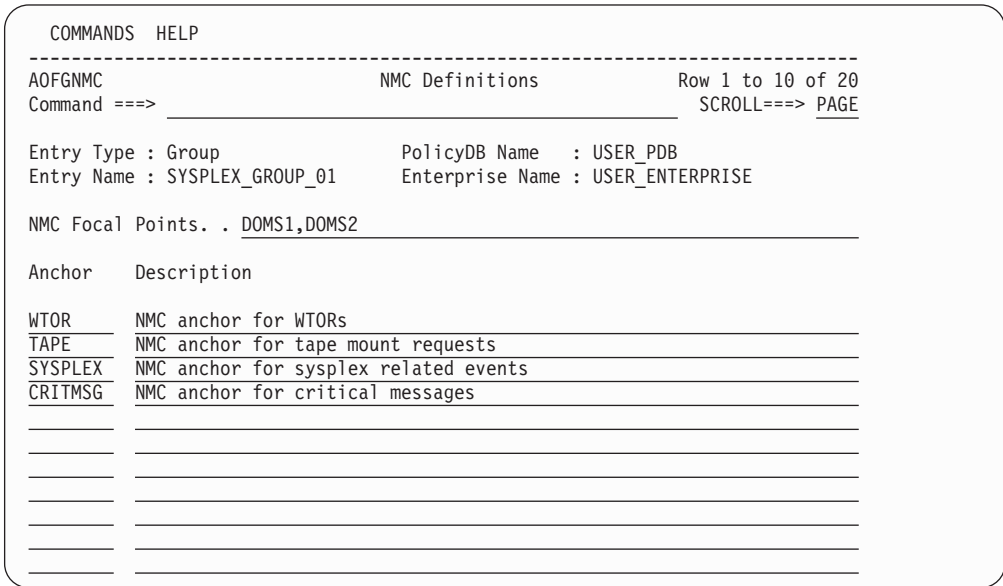 COMMANDS HELP
-------------------------------------------------------------------------------
AOFGNMC NMC Definitions Row 1 to 10 of 20
Command ===> SCROLL===> PAGE
Entry Type : Group PolicyDB Name : USER_PDB
Entry Name : SYSPLEX_GROUP_01 Enterprise Name : USER_ENTERPRISE
NMC Focal Points. . DOMS1,DOMS2
Anchor Description
WTOR NMC anchor for WTORs
TAPE NMC anchor for tape mount requests
SYSPLEX NMC anchor for sysplex related events
CRITMSG NMC anchor for critical messages